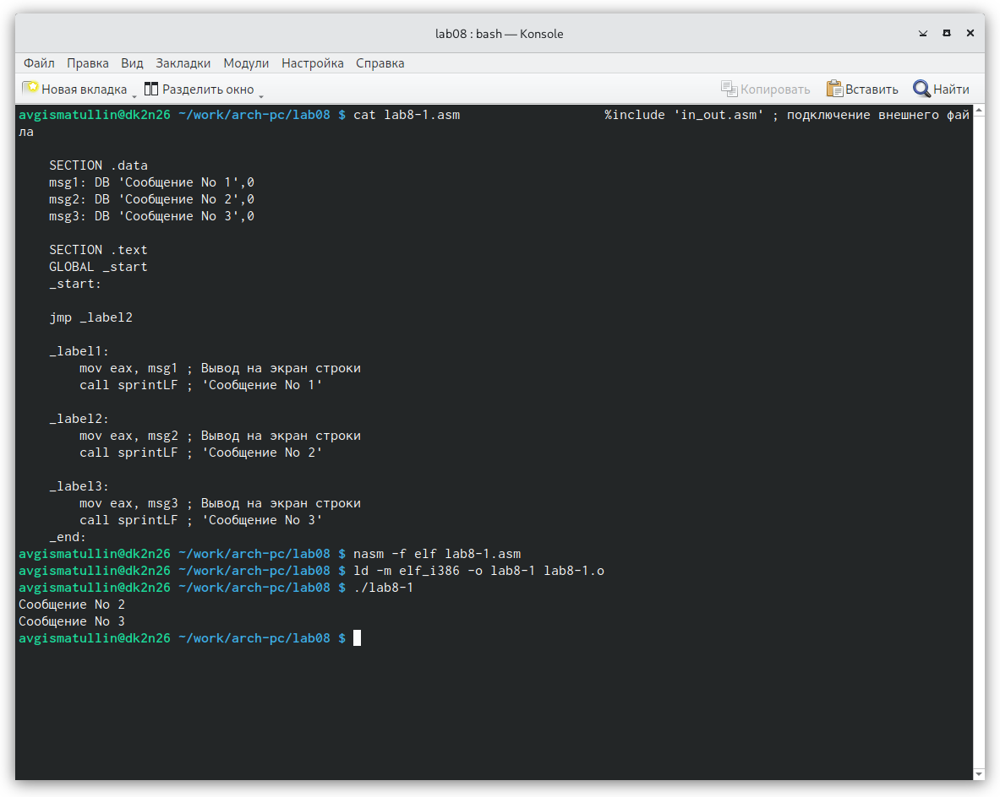 lab08 : bash — Konsole
Файл Правка Вид Закладки Модули Настройка Справка
Новая вкладка Разделить окно Копировать Вставить Найти
avgismatullin@dk2n26 ~/work/arch-pc/lab08 $ cat lab8-1.asm                   %include 'in_out.asm' ; подключение внешнего фай
ла

    SECTION .data
    msg1: DB 'Сообщение No 1',0
    msg2: DB 'Сообщение No 2',0
    msg3: DB 'Сообщение No 3',0

    SECTION .text
    GLOBAL _start
    _start:

    jmp _label2

    _label1:
        mov eax, msg1 ; Вывод на экран строки
        call sprintLF ; 'Сообщение No 1'

    _label2:
        mov eax, msg2 ; Вывод на экран строки
        call sprintLF ; 'Сообщение No 2'

    _label3:
        mov eax, msg3 ; Вывод на экран строки
        call sprintLF ; 'Сообщение No 3'
    _end:
avgismatullin@dk2n26 ~/work/arch-pc/lab08 $ nasm -f elf lab8-1.asm
avgismatullin@dk2n26 ~/work/arch-pc/lab08 $ ld -m elf_i386 -o lab8-1 lab8-1.o
avgismatullin@dk2n26 ~/work/arch-pc/lab08 $ ./lab8-1
Сообщение No 2
Сообщение No 3
avgismatullin@dk2n26 ~/work/arch-pc/lab08 $